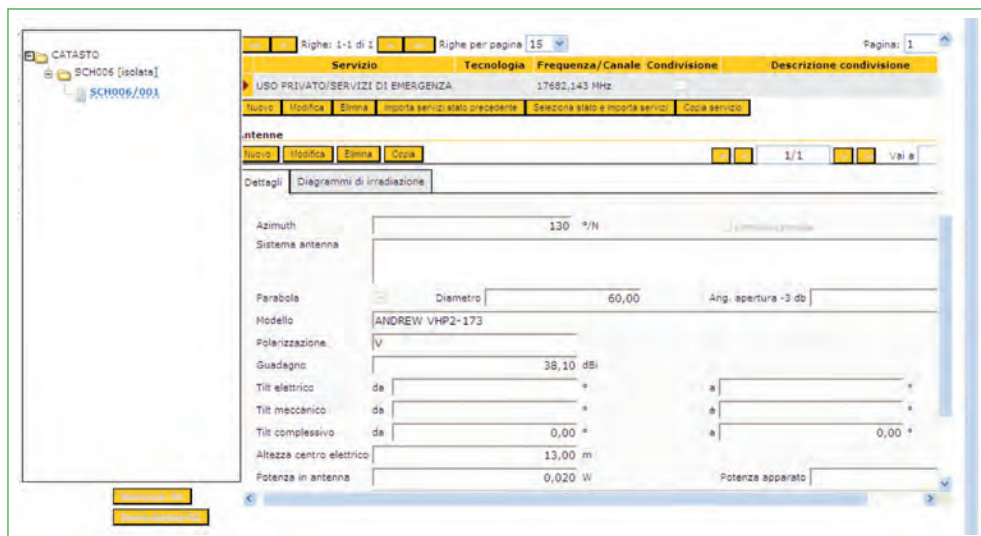 Righe: 1-1 di 1 Righe per pagina 15 Pagina: 1
CATASTO
SCH006 [isolata]
SCH006/001
Servizio Tecnologia Frequenza/Canale Condivisione Descrizione condivisione
USO PRIVATO/SERVIZI DI EMERGENZA 17682,143 MHz
Nuovo Modifica Elimina Importa servizi stato precedente Seleziona stato e importa servizi Copia servizio
Antenne
Nuovo Modifica Elimina Copia 1/1 Vai a
Dettagli Diagrammi di irradiazione
Azimuth 130 °/N
Sistema antenna
Parabola Diametro 60,00 Ang. apertura -3 db
Modello ANDREW VHP2-173
Polarizzazione V
Guadagno 38,10 dBi
Tilt elettrico da ° a °
Tilt meccanico da ° a °
Tilt complessivo da 0,00 ° a 0,00 °
Altezza centro elettrico 13,00 m
Potenza in antenna 0,020 W Potenza apparato